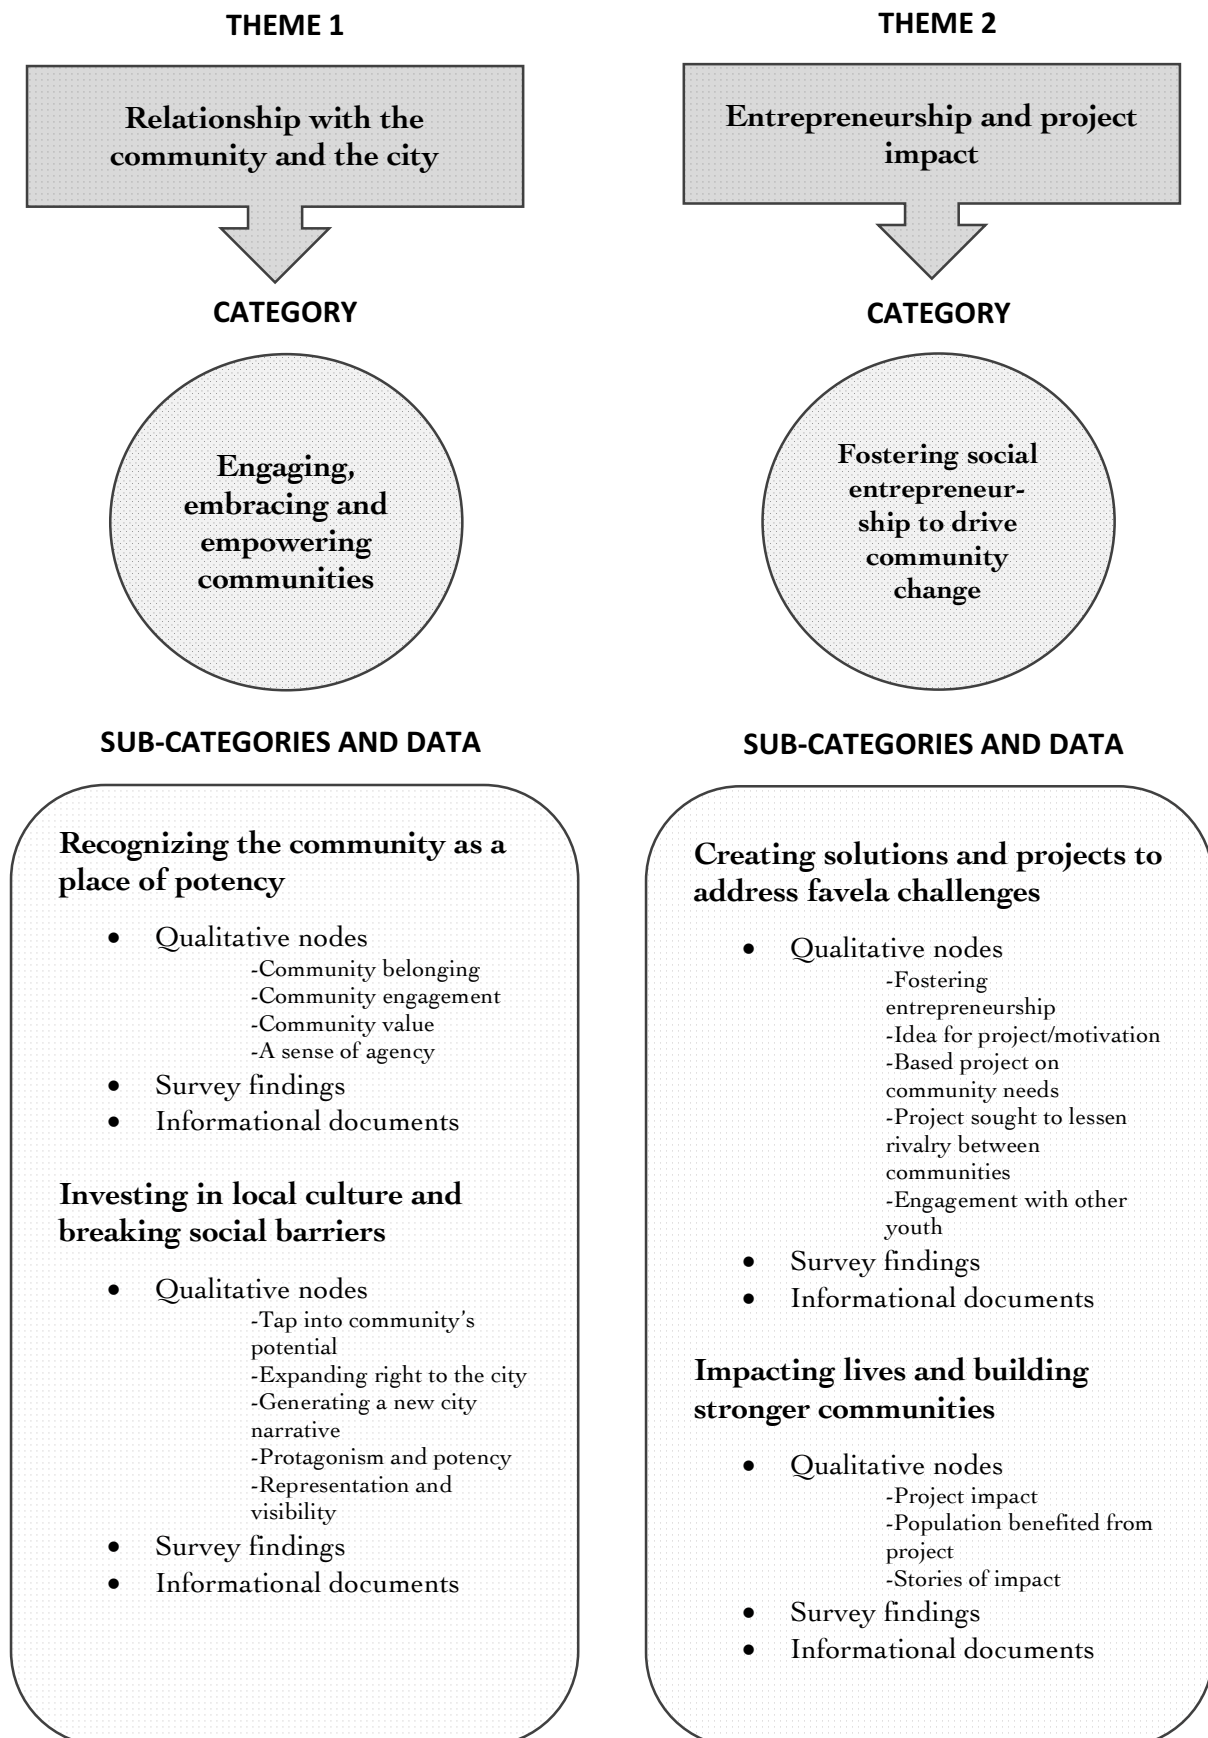 THEME 1
Relationship with the
community and the city
CATEGORY
Engaging,
embracing and
empowering
communities
SUB-CATEGORIES AND DATA
Recognizing the community as a
place of potency
• Qualitative nodes
-Community belonging
-Community engagement
-Community value
-A sense of agency
• Survey findings
• Informational documents
Investing in local culture and
breaking social barriers
• Qualitative nodes
-Tap into community’s
potential
-Expanding right to the city
-Generating a new city
narrative
-Protagonism and potency
-Representation and
visibility
• Survey findings
• Informational documents
THEME 2
Entrepreneurship and project
impact
CATEGORY
Fostering social
entrepreneur-
ship to drive
community
change
SUB-CATEGORIES AND DATA
Creating solutions and projects to
address favela challenges
• Qualitative nodes
-Fostering
entrepreneurship
-Idea for project/motivation
-Based project on
community needs
-Project sought to lessen
rivalry between
communities
-Engagement with other
youth
• Survey findings
• Informational documents
Impacting lives and building
stronger communities
• Qualitative nodes
-Project impact
-Population benefited from
project
-Stories of impact
• Survey findings
• Informational documents